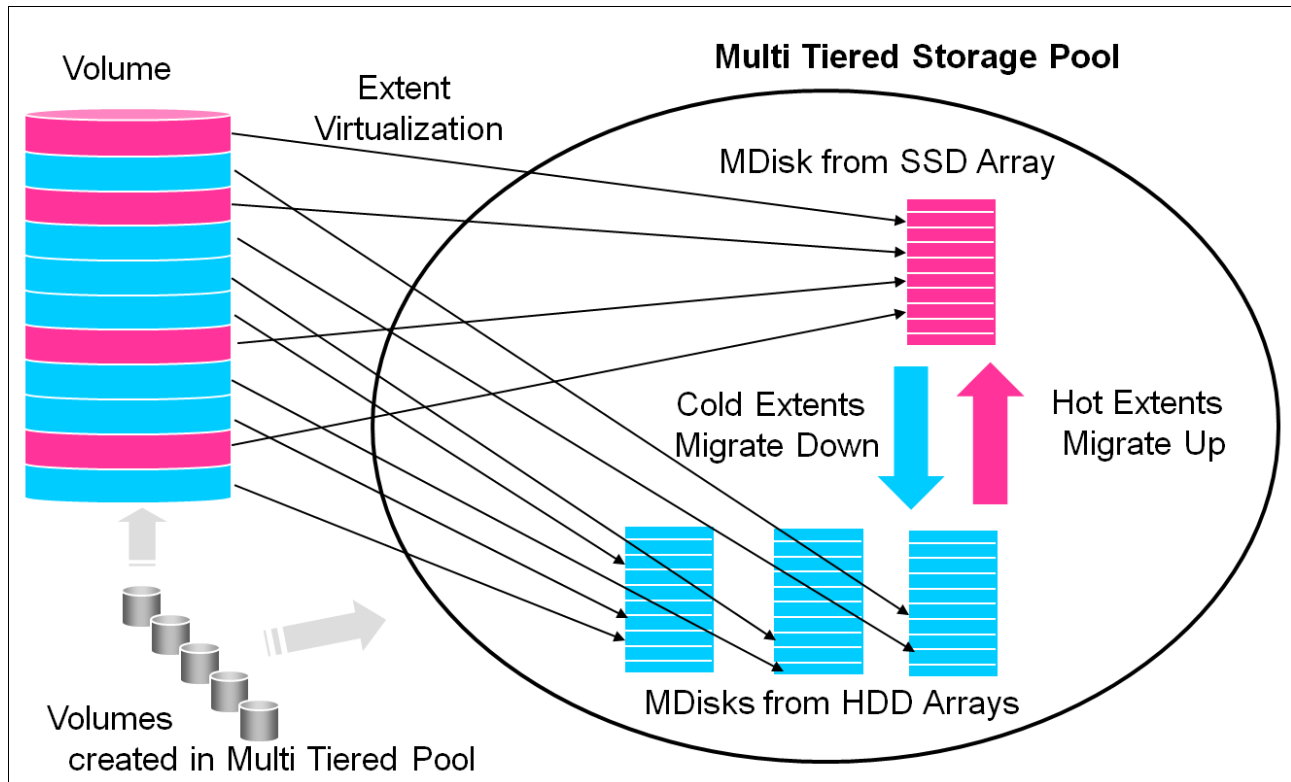 Volume
Extent
Virtualization
Multi Tiered Storage Pool
MDisk from SSD Array
Cold Extents
Migrate Down
Hot Extents
Migrate Up
MDisks from HDD Arrays
Volumes
created in Multi Tiered Pool